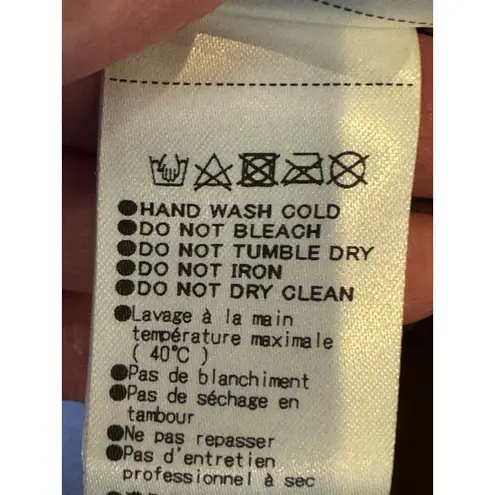 ●HAND WASH COLD
●DO NOT BLEACH
●DO NOT TUMBLE DRY
●DO NOT IRON
●DO NOT DRY CLEAN
●Lavage à la main
température maximale
( 40°C )
●Pas de blanchiment
●Pas de séchage en
tambour
●Ne pas repasser
●Pas d'entretien
professionnel à sec